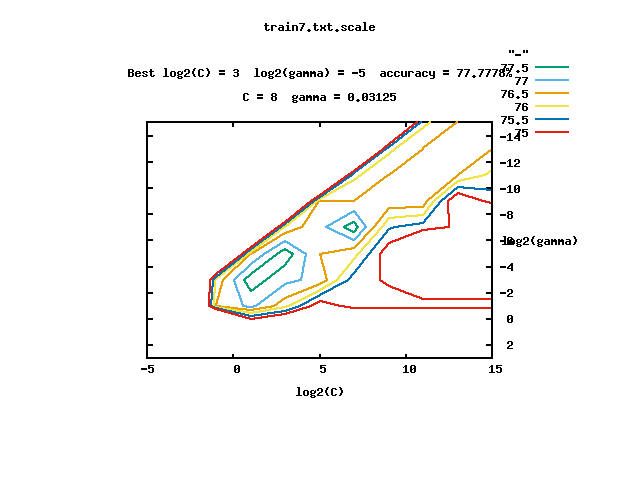 train7.txt.scale
"-"
Best log2(C) = 3  log2(gamma) = -5  accuracy = 77.7778%
77.5
77
C = 8  gamma = 0.03125
76.5
76
75.5
75
-14
-12
-10
-8
-6
log2(gamma)
-4
-2
0
2
-5 0 5 10 15
log2(C)